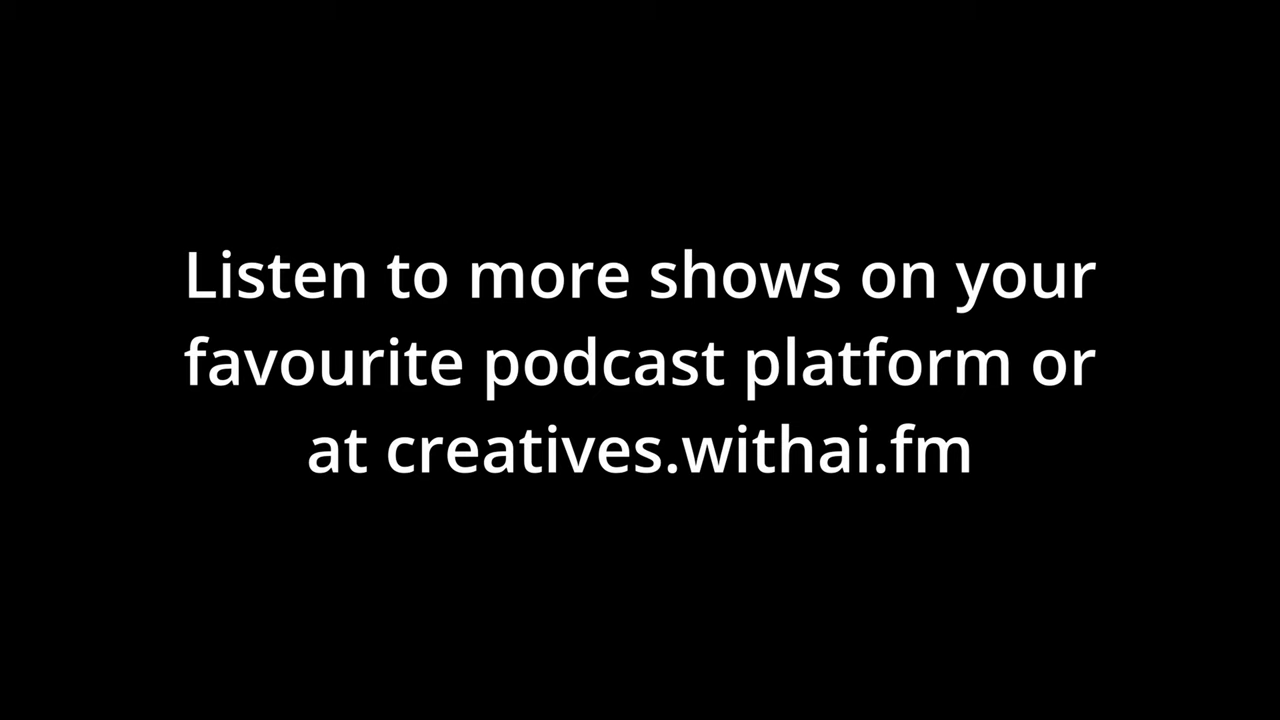 Listen to more shows on your
favourite podcast platform or
at creatives.withai.fm